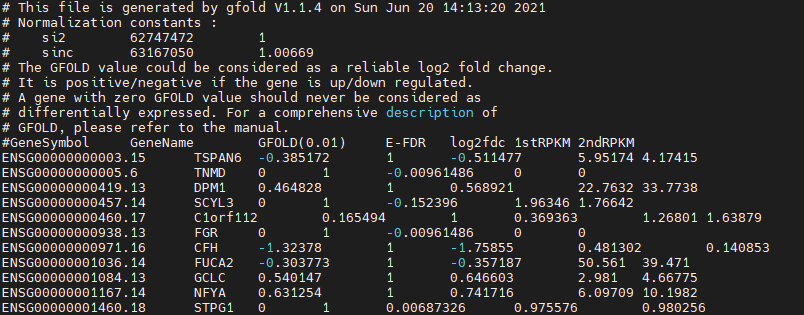 # This file is generated by gfold V1.1.4 on Sun Jun 20 14:13:20 2021
# Normalization constants :
#    si2    62747472    1
#    sinc    63167050    1.00669
# The GFOLD value could be considered as a reliable log2 fold change.
# It is positive/negative if the gene is up/down regulated.
# A gene with zero GFOLD value should never be considered as
# differentially expressed. For a comprehensive description of
# GFOLD, please refer to the manual.
#GeneSymbol    GeneName    GFOLD(0.01)    E-FDR    log2fdc    1stRPKM    2ndRPKM
ENSG00000000003.15    TSPAN6    -0.385172    1    -0.511477    5.95174    4.17415
ENSG00000000005.6    TNMD    0    1    -0.00961486    0    0
ENSG00000000419.13    DPM1    0.464828    1    0.568921    22.7632    33.7738
ENSG00000000457.14    SCYL3    0    1    -0.152396    1.96346    1.76642
ENSG00000000460.17    C1orf112    0.165494    1    0.369363    1.26801    1.63879
ENSG00000000938.13    FGR    0    1    -0.00961486    0    0
ENSG00000000971.16    CFH    -1.32378    1    -1.75855    0.481302    0.140853
ENSG00000001036.14    FUCA2    -0.303773    1    -0.357187    50.561    39.471
ENSG00000001084.13    GCLC    0.540147    1    0.646603    2.981    4.66775
ENSG00000001167.14    NFYA    0.631254    1    0.741716    6.09709    10.1982
ENSG00000001460.18    STPG1    0    1    0.00687326    0.975576    0.980256